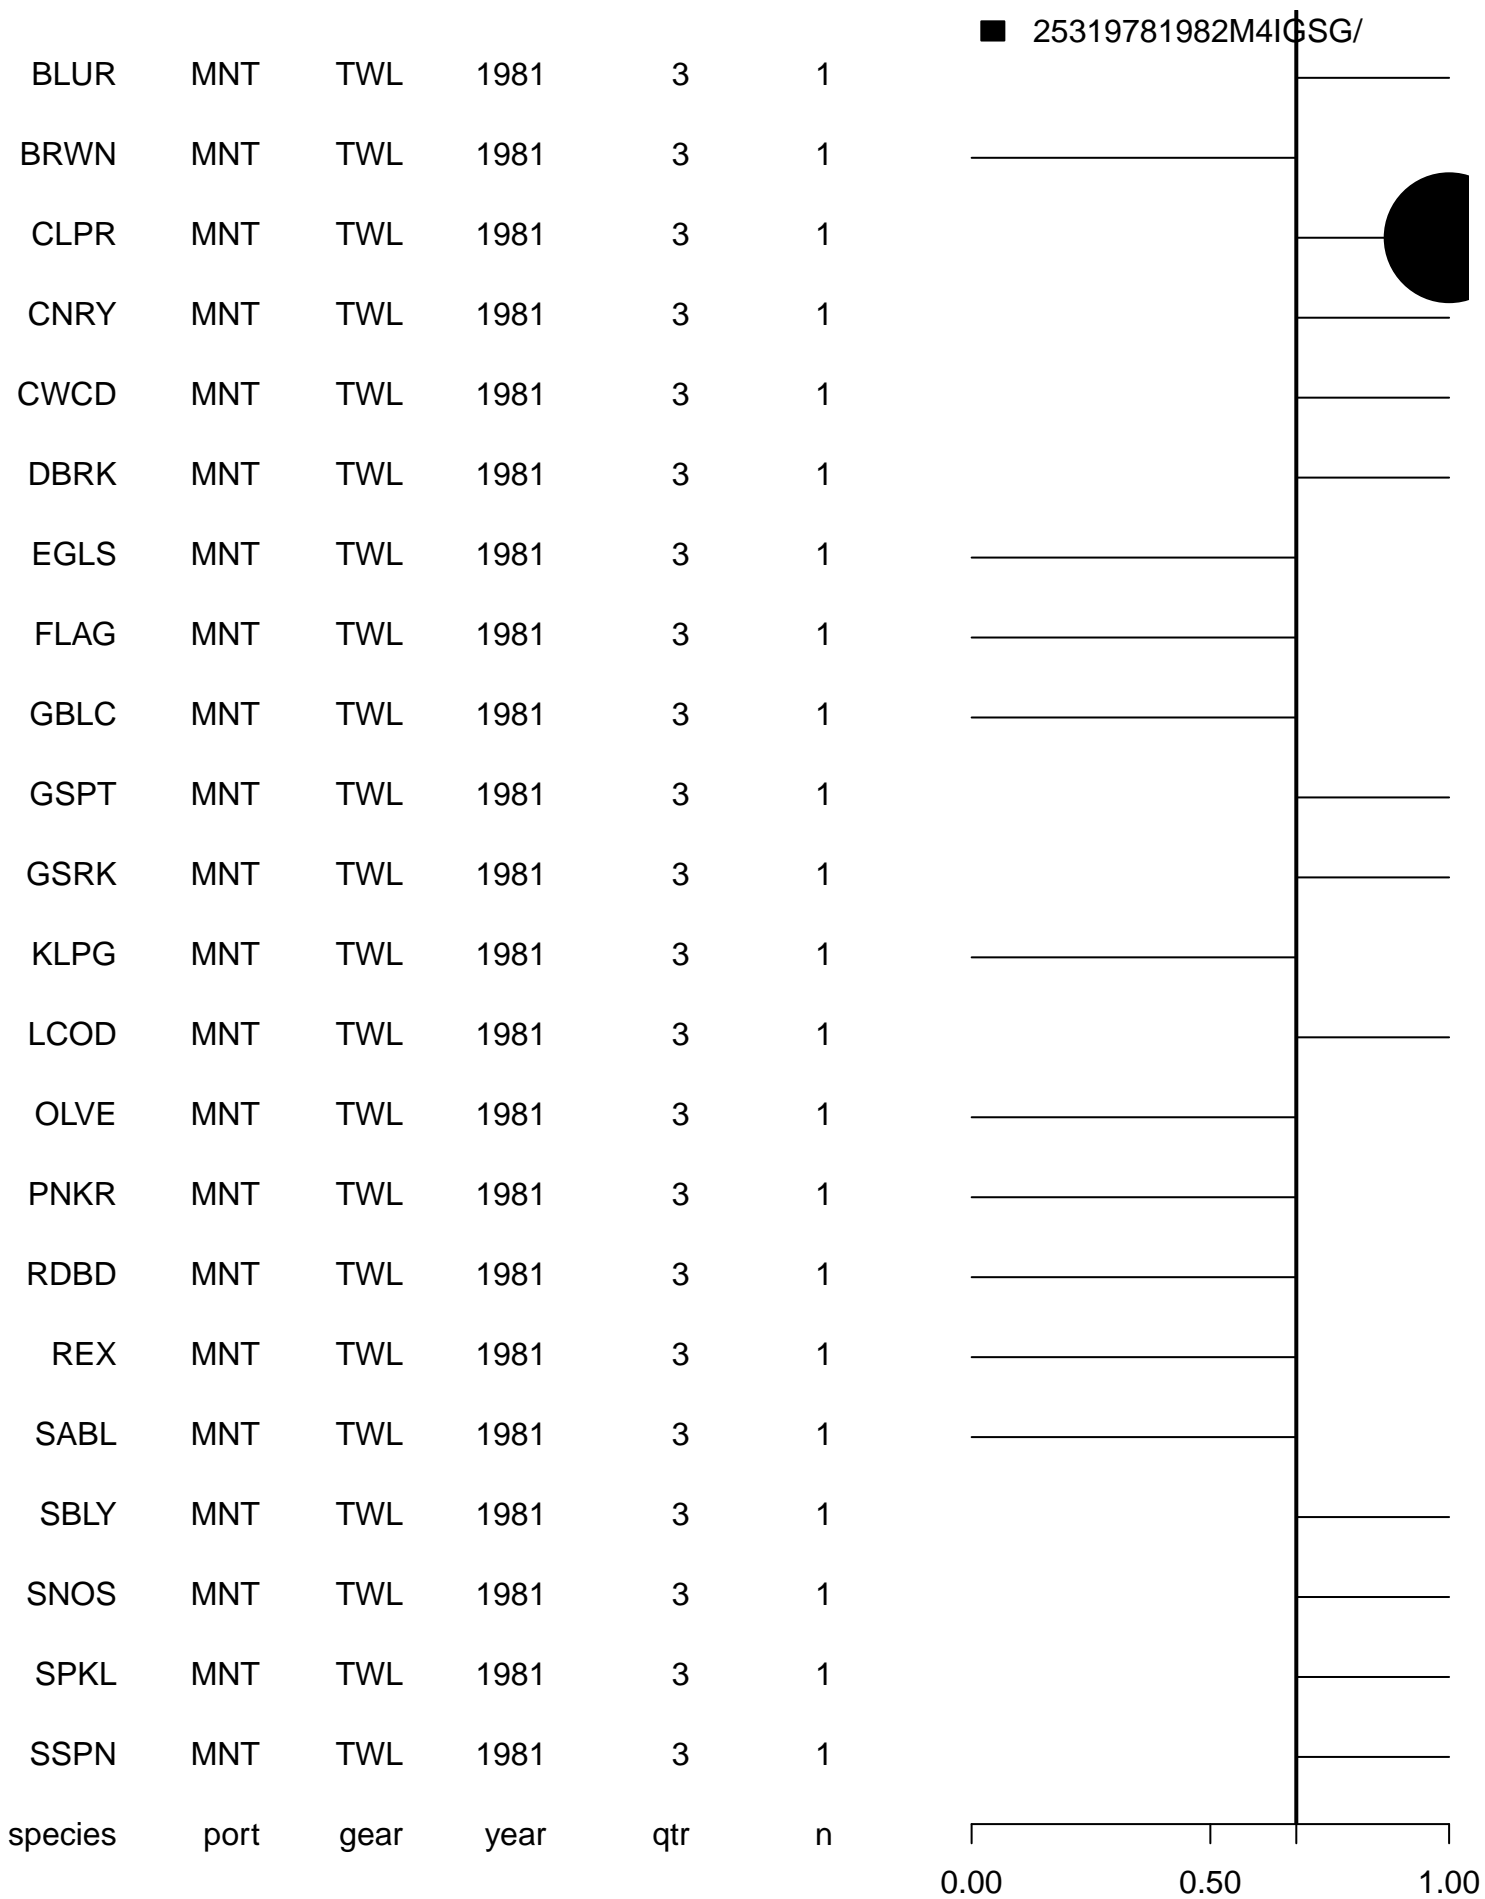 25319781982M4IGSG/
BLUR MNT TWL 1981 3 1
BRWN MNT TWL 1981 3 1
CLPR MNT TWL 1981 3 1
CNRY MNT TWL 1981 3 1
CWCD MNT TWL 1981 3 1
DBRK MNT TWL 1981 3 1
EGLS MNT TWL 1981 3 1
FLAG MNT TWL 1981 3 1
GBLC MNT TWL 1981 3 1
GSPT MNT TWL 1981 3 1
GSRK MNT TWL 1981 3 1
KLPG MNT TWL 1981 3 1
LCOD MNT TWL 1981 3 1
OLVE MNT TWL 1981 3 1
PNKR MNT TWL 1981 3 1
RDBD MNT TWL 1981 3 1
REX MNT TWL 1981 3 1
SABL MNT TWL 1981 3 1
SBLY MNT TWL 1981 3 1
SNOS MNT TWL 1981 3 1
SPKL MNT TWL 1981 3 1
SSPN MNT TWL 1981 3 1
species port gear year qtr n
0.00 0.50 1.00